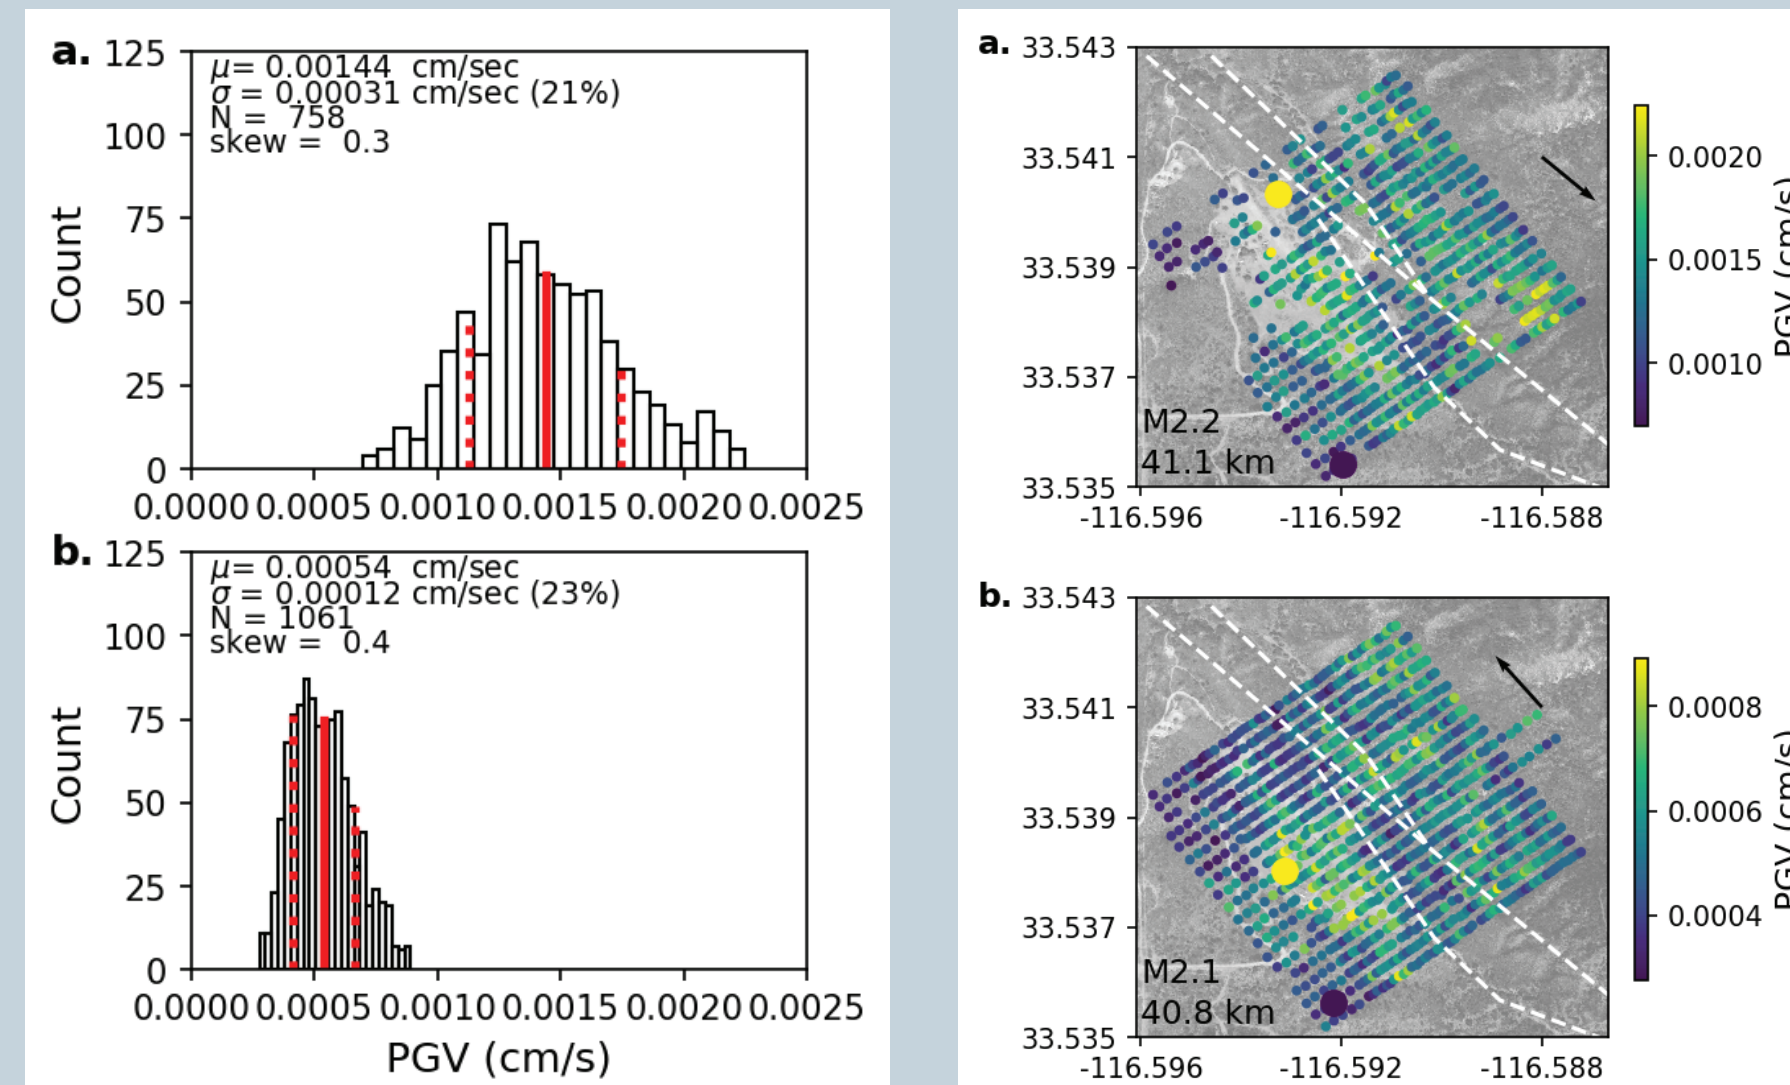 a.
125
μ= 0.00144 cm/sec
σ = 0.00031 cm/sec (21%)
N = 758
skew = 0.3
100
75
50
25
0
Count
0.0000 0.0005 0.0010 0.0015 0.0020 0.0025
b.
125
μ= 0.00054 cm/sec
σ = 0.00012 cm/sec (23%)
N = 1061
skew = 0.4
100
75
50
25
0
Count
0.0000 0.0005 0.0010 0.0015 0.0020 0.0025
PGV (cm/s)
a.
33.543
33.541
33.539
33.537
33.535
M2.2
41.1 km
-116.596 -116.592 -116.588
0.0020
0.0015
0.0010
PGV (cm/s)
b.
33.543
33.541
33.539
33.537
33.535
M2.1
40.8 km
-116.596 -116.592 -116.588
0.0008
0.0006
0.0004
PGV (cm/s)